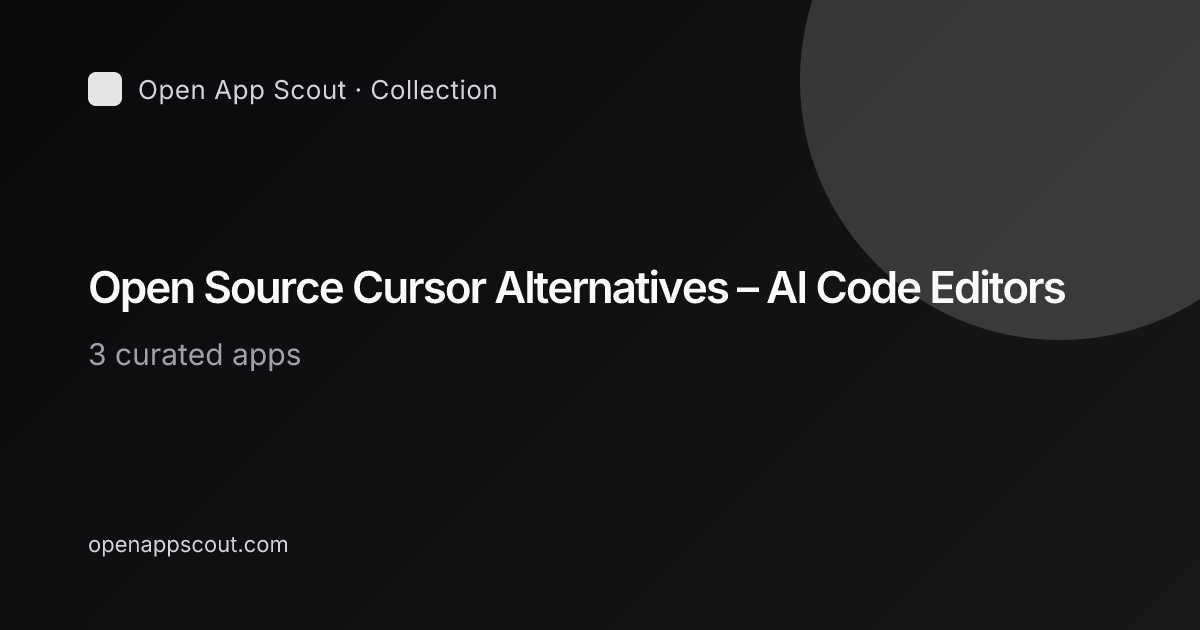 Open App Scout · Collection
Open Source Cursor Alternatives – AI Code Editors
3 curated apps
openappscout.com